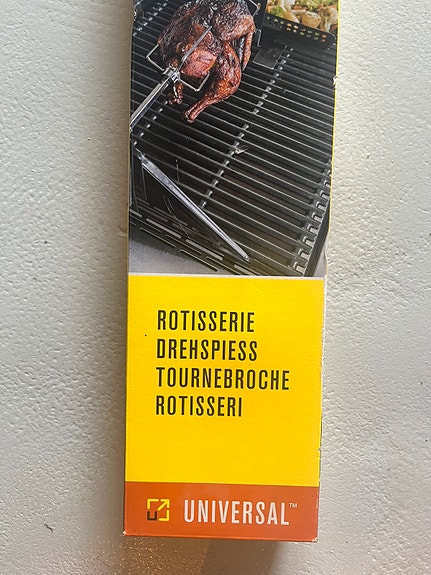 ROTISSERIE
DREHSPIESS
TOURNEBROCHE
ROTISSERI
UNIVERSAL™